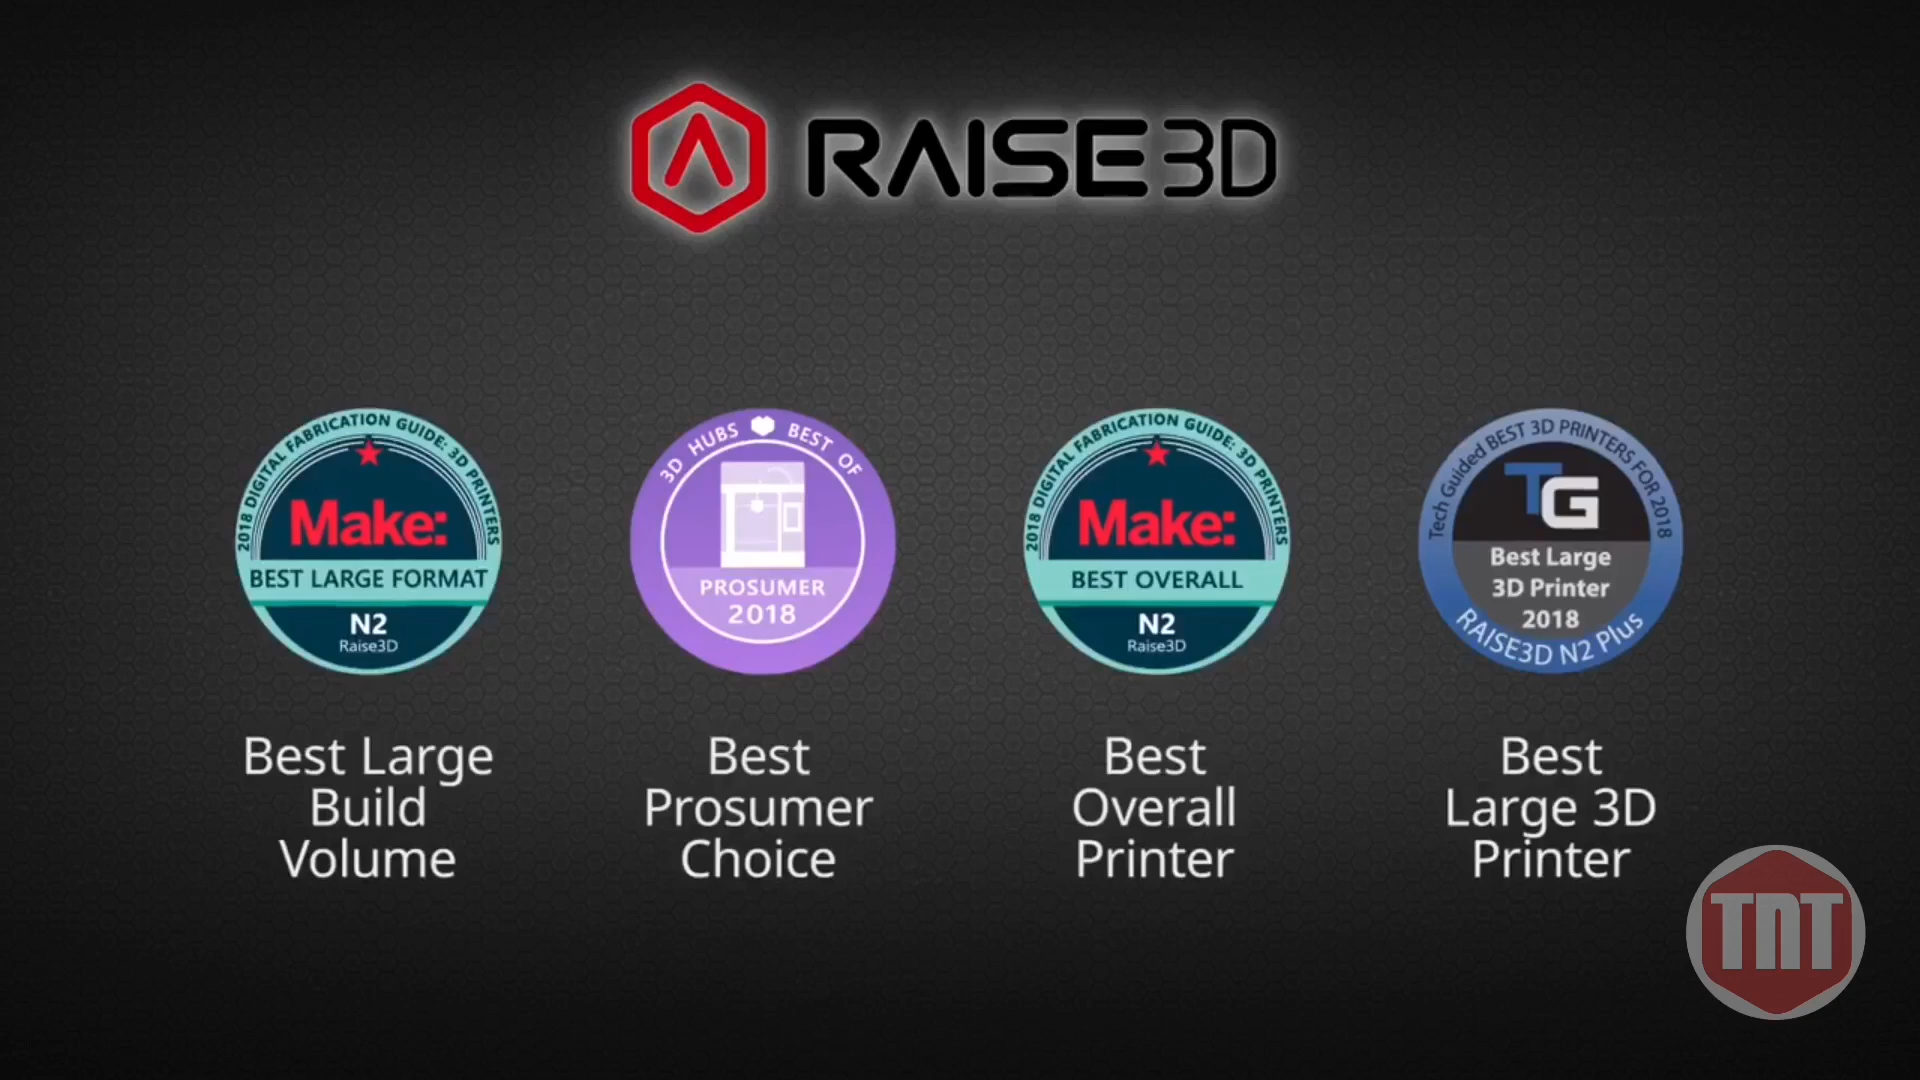 RAISE3D
2018 DIGITAL FABRICATION GUIDE: 3D PRINTERS
Make:
BEST LARGE FORMAT
N2
Raise3D
3D HUBS BEST OF
PROSUMER
2018
2018 DIGITAL FABRICATION GUIDE: 3D PRINTERS
Make:
BEST OVERALL
N2
Raise3D
Tech Guided BEST 3D PRINTERS FOR 2018
TG
Best Large
3D Printer
2018
RAISE3D N2 Plus
Best Large
Build
Volume
Best
Prosumer
Choice
Best
Overall
Printer
Best
Large 3D
Printer
TNT